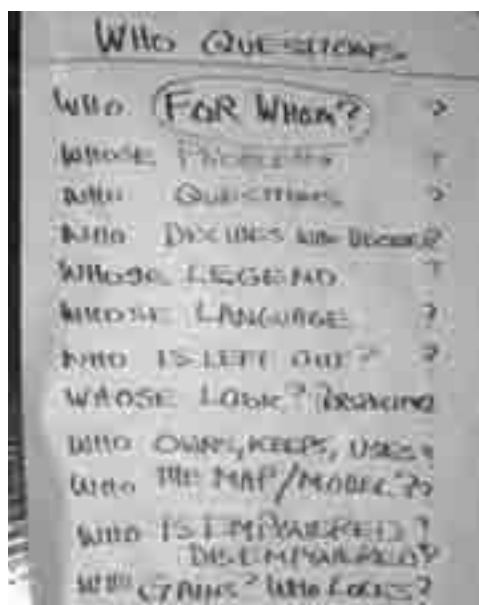 WHO QUESTIONS
WHO FOR WHOM? ?
WHOSE PROBLEMS ?
WHO QUESTIONS ?
WHO DECIDES WHO DECIDES?
WHOSE LEGEND ?
WHOSE LANGUAGE ?
WHO IS LEFT OUT? ?
WHOSE LOGIC?
WHO OWNS, KEEPS, USES
WHO THE MAP/MODEL?
WHO IS EMPOWERED?
DISEMPOWERED?
WHO GAINS? WHO LOSES?